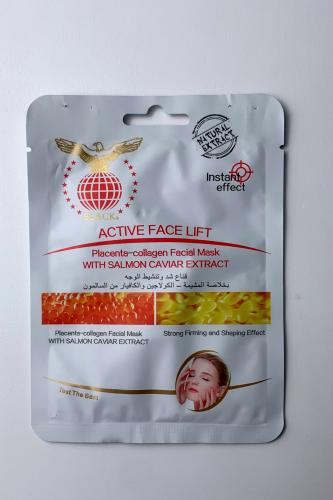 NATURAL
EXTRACT
Instant
effect
BLACK
ACTIVE FACE LIFT
Placenta-collagen Facial Mask
WITH SALMON CAVIAR EXTRACT
قناع شد وتنشيط الوجه
بخلاصة المشيمة – الكولاجين والكافيار من السالمون
Placenta-collagen Facial Mask
WITH SALMON CAVIAR EXTRACT
Strong Firming and Shaping Effect
Test The Best